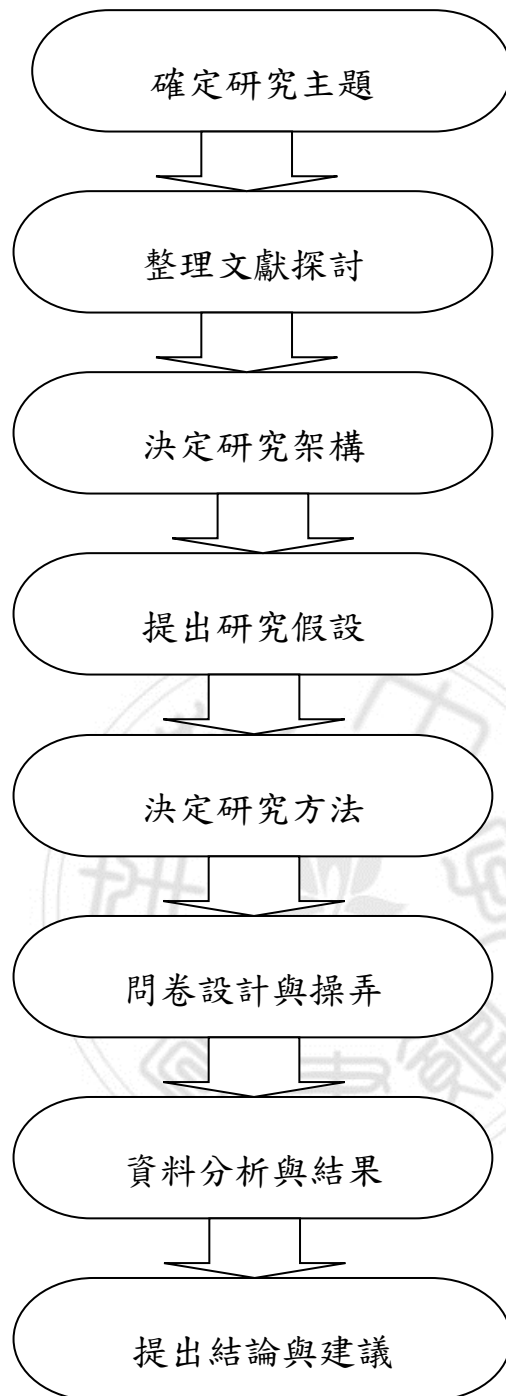 確定研究主題
整理文獻探討
決定研究架構
提出研究假設
決定研究方法
問卷設計與操弄
資料分析與結果
提出結論與建議